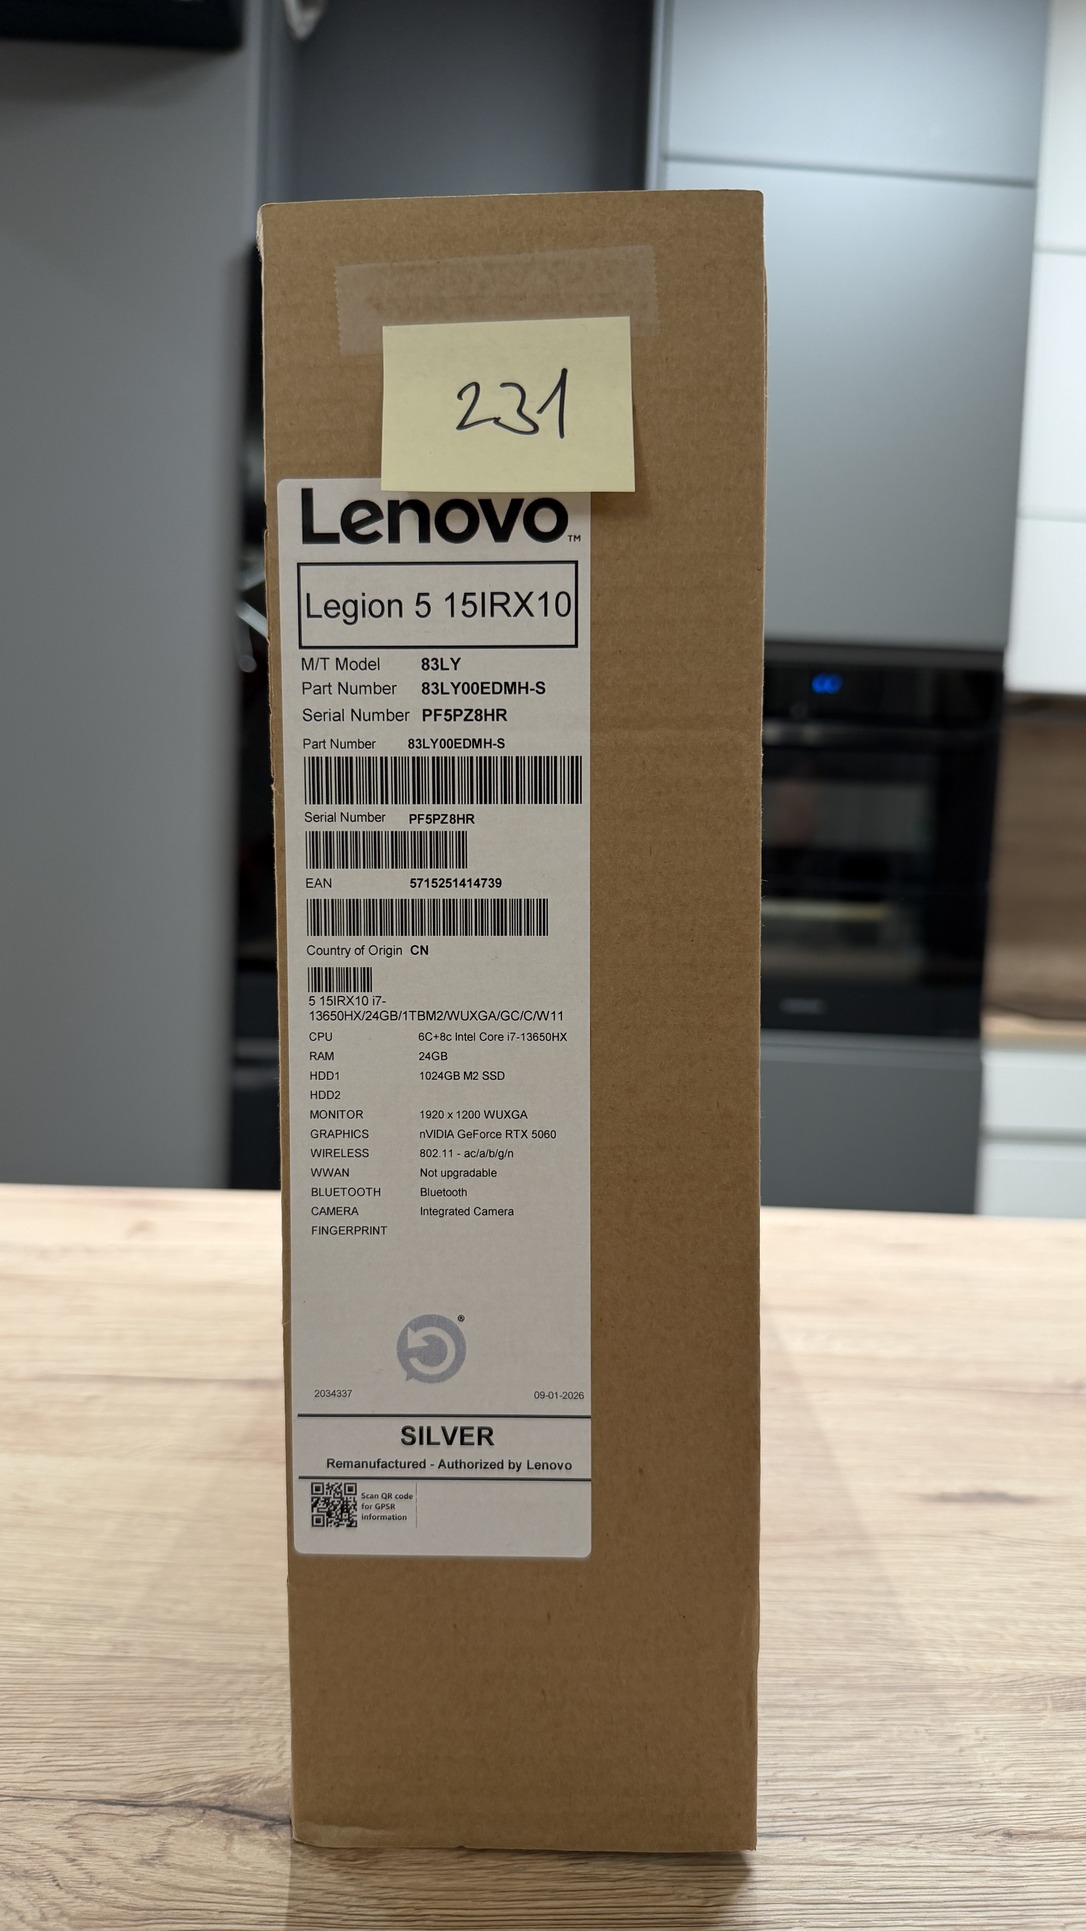 231
Lenovo™
Legion 5 15IRX10
M/T Model 83LY
Part Number 83LY00EDMH-S
Serial Number PF5PZ8HR
Part Number 83LY00EDMH-S
Serial Number PF5PZ8HR
EAN 5715251414739
Country of Origin CN
5 15IRX10 i7-
13650HX/24GB/1TBM2/WUXGA/GC/C/W11
CPU 6C+8c Intel Core i7-13650HX
RAM 24GB
HDD1 1024GB M2 SSD
HDD2
MONITOR 1920 x 1200 WUXGA
GRAPHICS nVIDIA GeForce RTX 5060
WIRELESS 802.11 - ac/a/b/g/n
WWAN Not upgradable
BLUETOOTH Bluetooth
CAMERA Integrated Camera
FINGERPRINT
®
2034337 09-01-2026
SILVER
Remanufactured - Authorized by Lenovo
Scan QR code
for GPSR
information